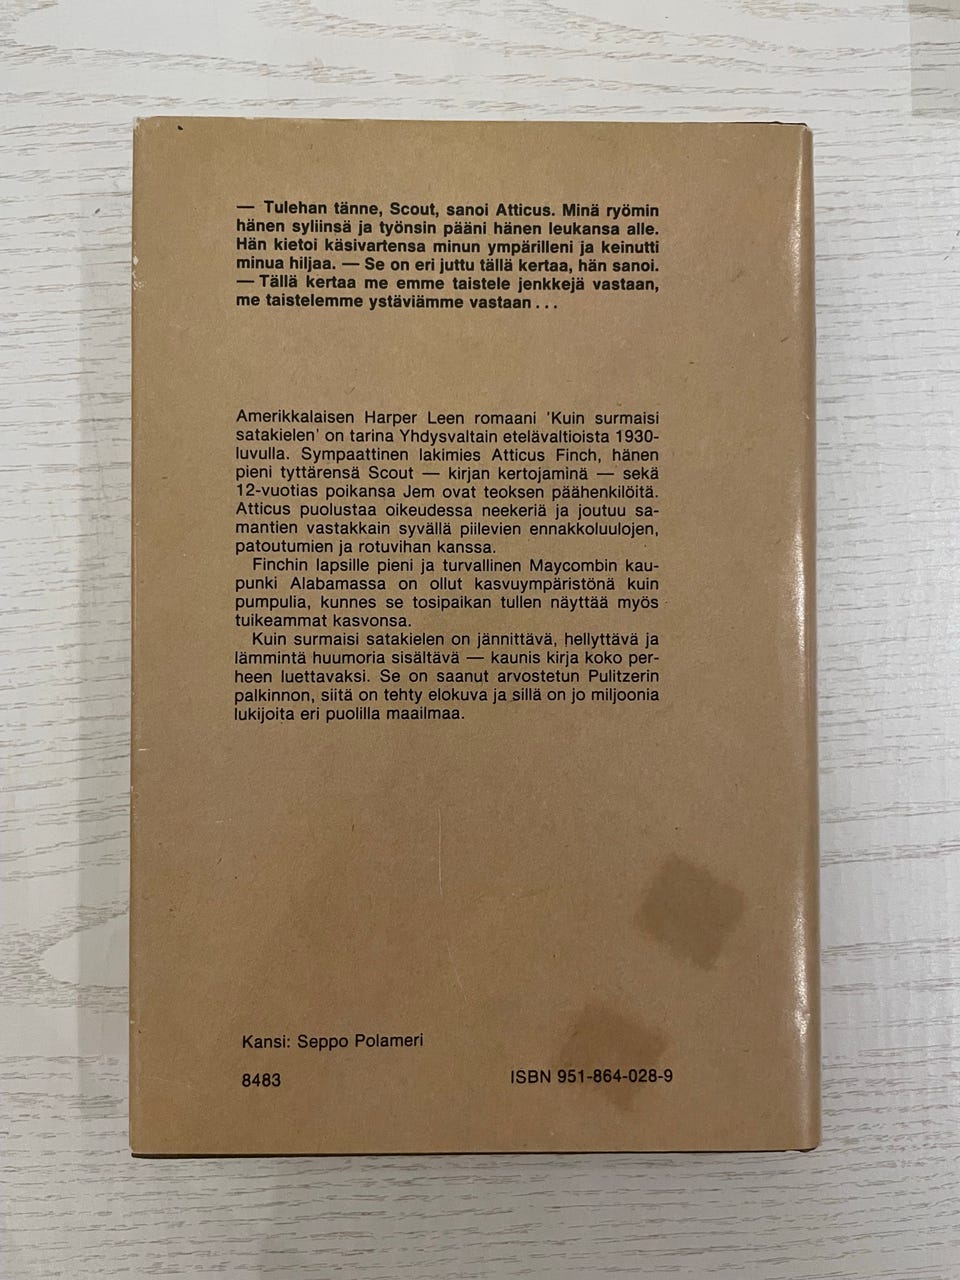 — Tulehan tänne, Scout, sanoi Atticus. Minä ryömin
hänen syliinsä ja työnsin pääni hänen leukansa alle.
Hän kietoi käsivartensa minun ympärilleni ja keinutti
minua hiljaa. — Se on eri juttu tällä kertaa, hän sanoi.
— Tällä kertaa me emme taistele jenkkejä vastaan,
me taistelemme ystäviämme vastaan . . .
Amerikkalaisen Harper Leen romaani 'Kuin surmaisi
satakielen' on tarina Yhdysvaltain etelävaltioista 1930-
luvulla. Sympaattinen lakimies Atticus Finch, hänen
pieni tyttärensä Scout — kirjan kertojaminä — sekä
12-vuotias poikansa Jem ovat teoksen päähenkilöitä.
Atticus puolustaa oikeudessa neekeriä ja joutuu sa-
mantien vastakkain syvällä piilevien ennakkoluulojen,
patoutumien ja rotuvihan kanssa.
Finchin lapsille pieni ja turvallinen Maycombin kau-
punki Alabamassa on ollut kasvuympäristönä kuin
pumpulia, kunnes se tosipaikan tullen näyttää myös
tuikeammat kasvonsa.
Kuin surmaisi satakielen on jännittävä, hellyttävä ja
lämmintä huumoria sisältävä — kaunis kirja koko per-
heen luettavaksi. Se on saanut arvostetun Pulitzerin
palkinnon, siitä on tehty elokuva ja sillä on jo miljoonia
lukijoita eri puolilla maailmaa.
Kansi: Seppo Polameri
8483
ISBN 951-864-028-9